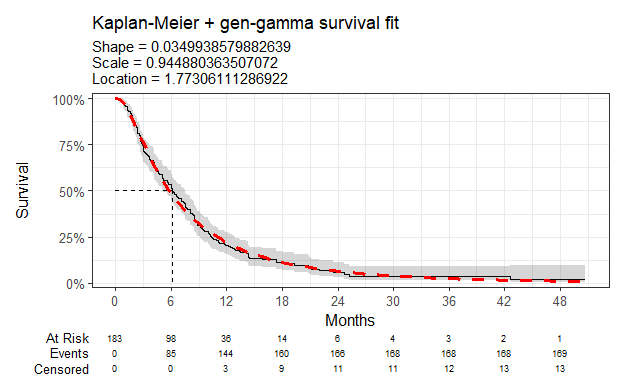 Kaplan-Meier + gen-gamma survival fit
Shape = 0.0349938579882639
Scale = 0.944880363507072
Location = 1.77306111286922
100%
75%
50%
25%
0%
Survival
0 6 12 18 24 30 36 42 48
Months
At Risk 183 98 36 14 6 4 3 2 1
Events 0 85 144 160 166 168 168 168 169
Censored 0 0 3 9 11 11 12 13 13